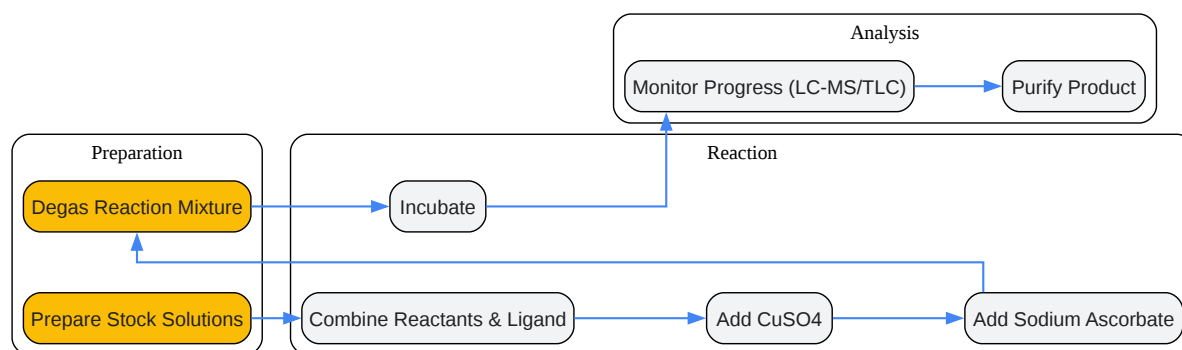 Analysis
Monitor Progress (LC-MS/TLC)
Purify Product
Preparation
Reaction
Degas Reaction Mixture
Incubate
Prepare Stock Solutions
Combine Reactants & Ligand
Add CuSO4
Add Sodium Ascorbate